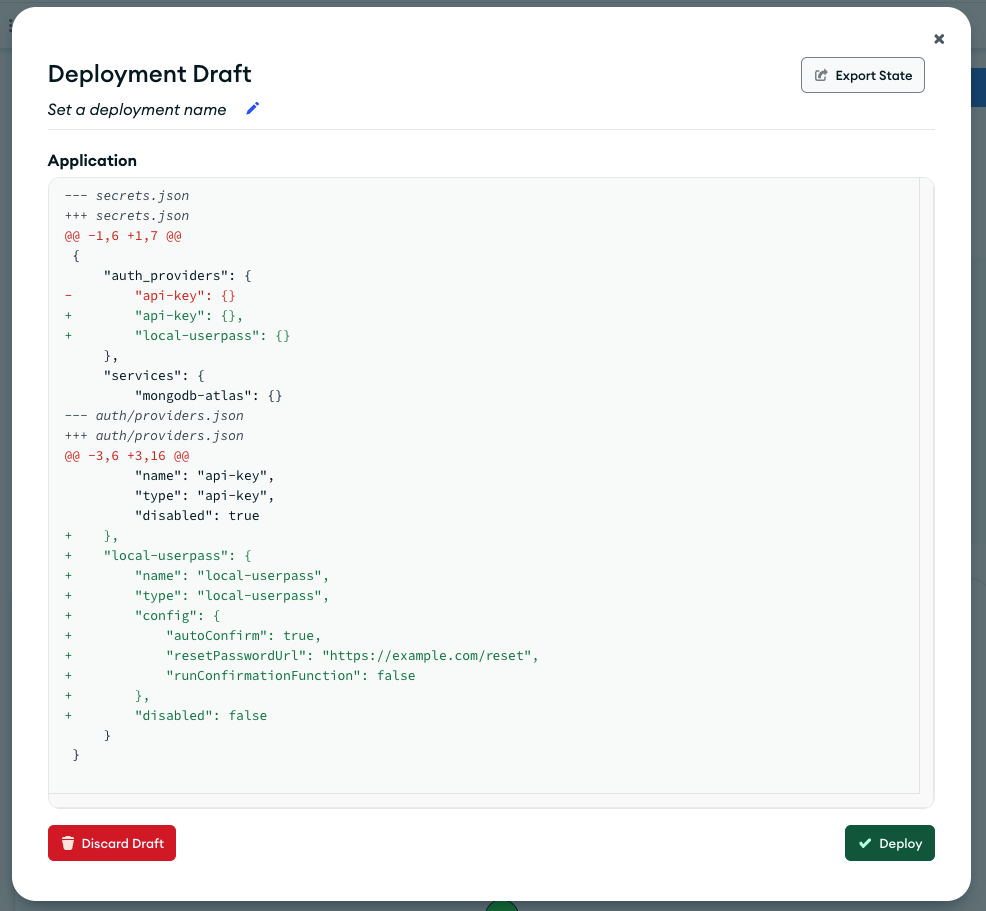 Deployment Draft
Export State
Set a deployment name
Application
--- secrets.json
+++ secrets.json
@@ -1,6 +1,7 @@
 {
     "auth_providers": {
-        "api-key": {}
+        "api-key": {},
+        "local-userpass": {}
     },
     "services": {
         "mongodb-atlas": {}
--- auth/providers.json
+++ auth/providers.json
@@ -3,6 +3,16 @@
         "name": "api-key",
         "type": "api-key",
         "disabled": true
+    },
+    "local-userpass": {
+        "name": "local-userpass",
+        "type": "local-userpass",
+        "config": {
+            "autoConfirm": true,
+            "resetPasswordUrl": "https://example.com/reset",
+            "runConfirmationFunction": false
+        },
+        "disabled": false
     }
 }
Discard Draft
Deploy